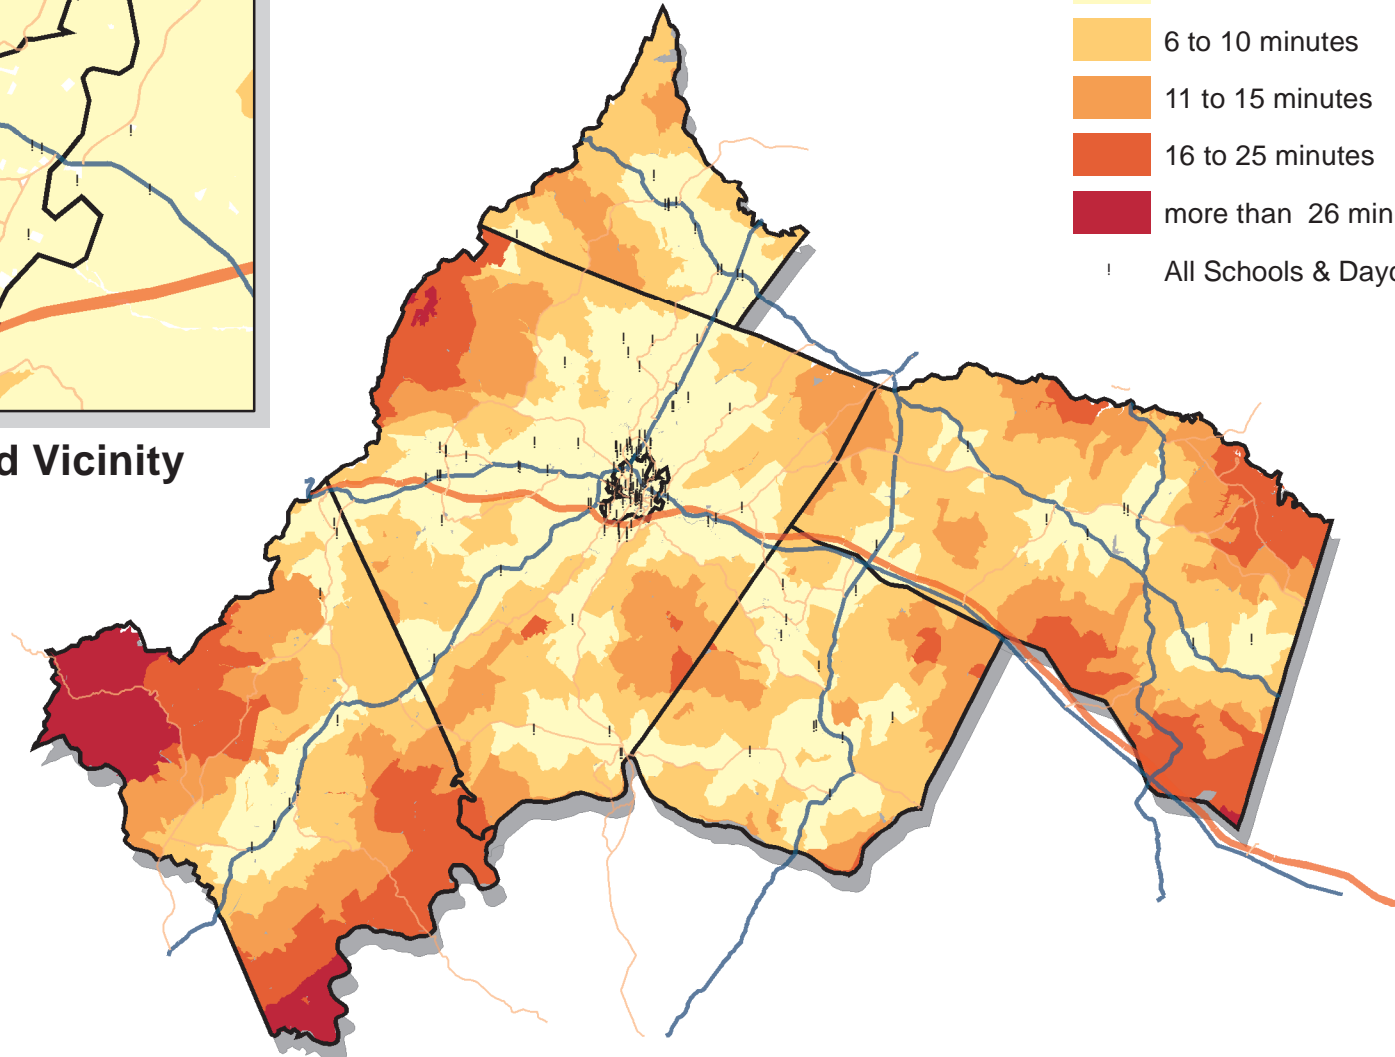 6 to 10 minutes
11 to 15 minutes
16 to 25 minutes
more than 26 min
All Schools & Dayc
d Vicinity